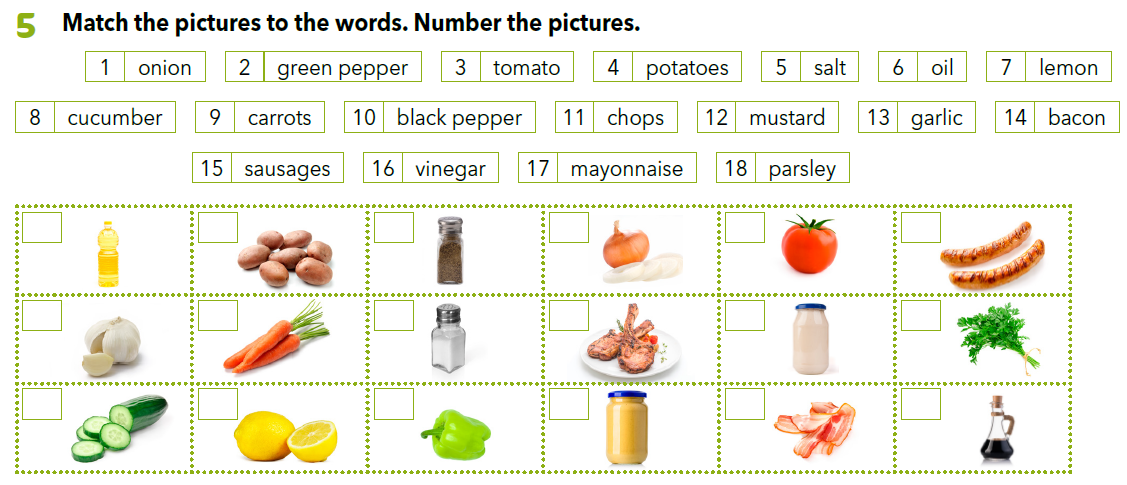 5 Match the pictures to the words. Number the pictures.
1 onion 2 green pepper 3 tomato 4 potatoes 5 salt 6 oil 7 lemon
8 cucumber 9 carrots 10 black pepper 11 chops 12 mustard 13 garlic 14 bacon
15 sausages 16 vinegar 17 mayonnaise 18 parsley